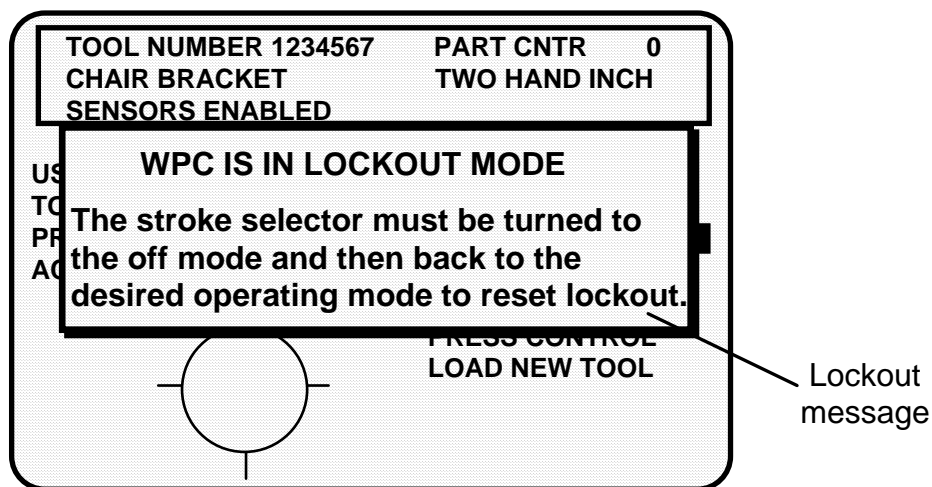 TOOL NUMBER 1234567 PART CNTR 0
CHAIR BRACKET TWO HAND INCH
SENSORS ENABLED
WPC IS IN LOCKOUT MODE
The stroke selector must be turned to
the off mode and then back to the
desired operating mode to reset lockout.
PRESS CONTROL
LOAD NEW TOOL
Lockout
message